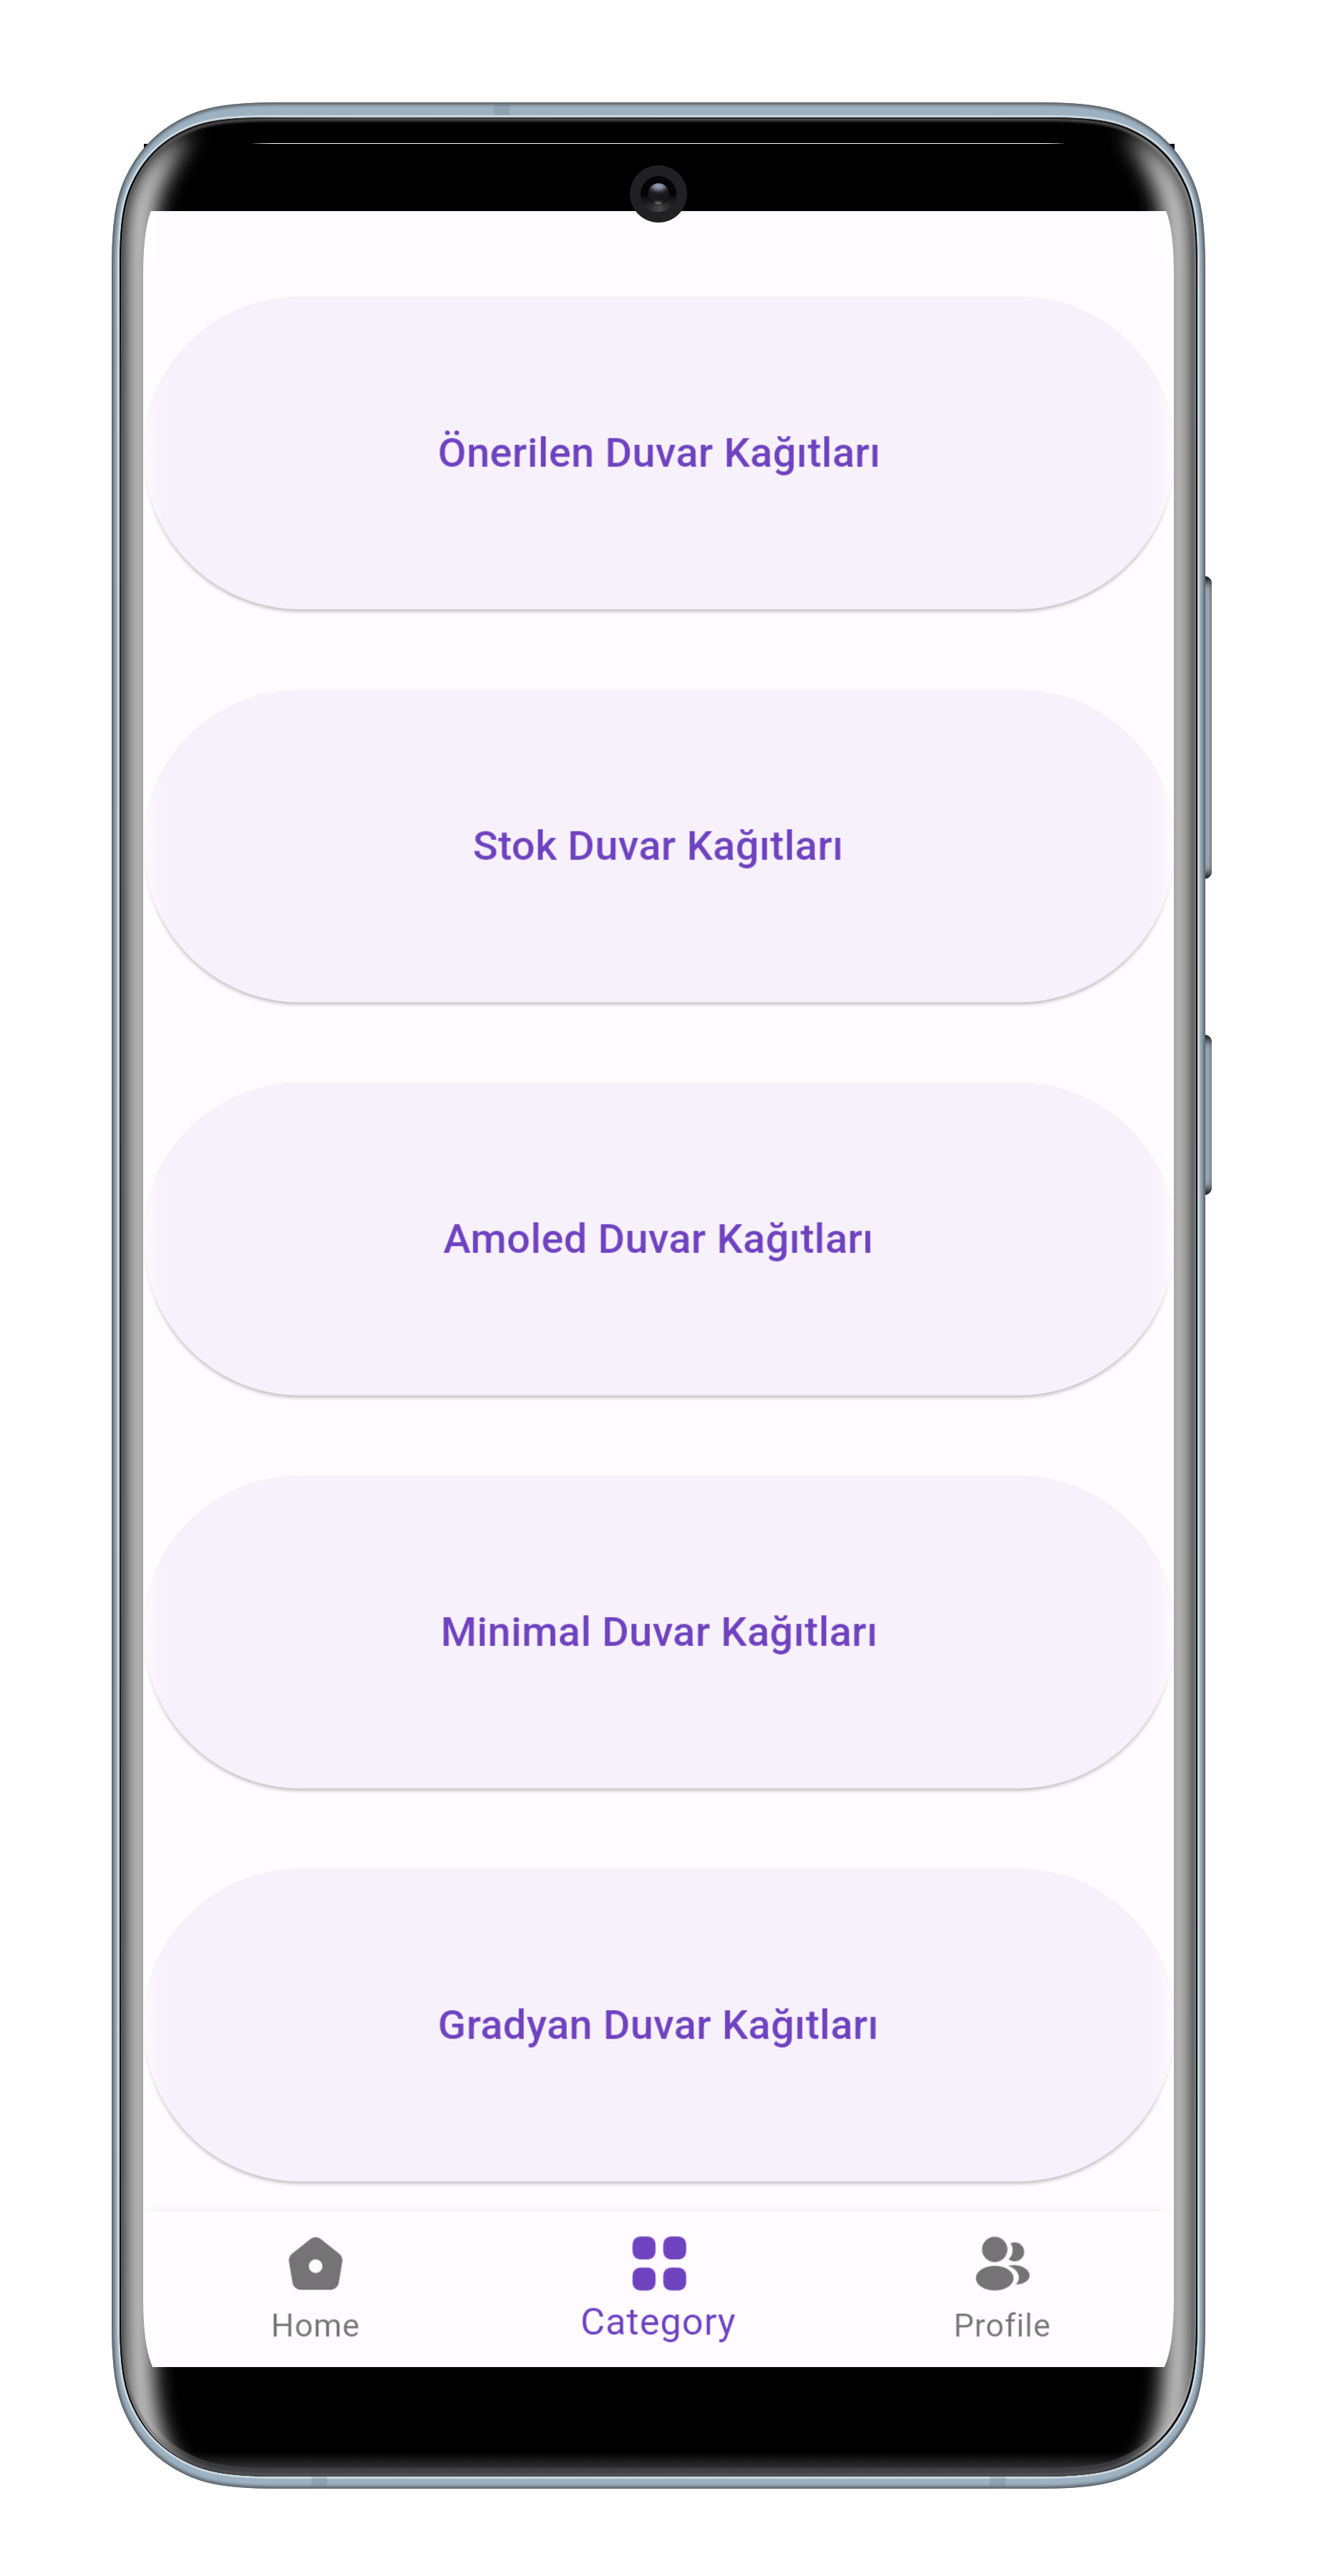 Önerilen Duvar Kağıtları
Stok Duvar Kağıtları
Amoled Duvar Kağıtları
Minimal Duvar Kağıtları
Gradyan Duvar Kağıtları
Home Category Profile